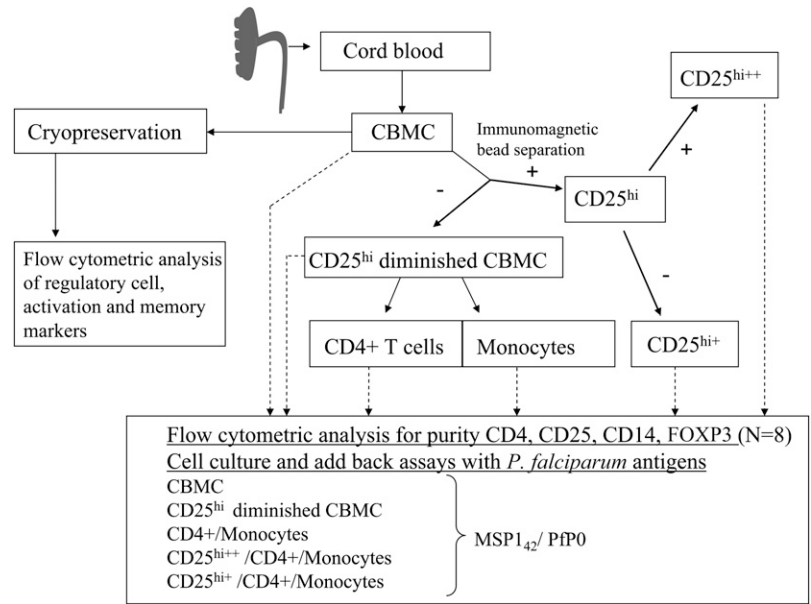 Cord blood
CD25hi++
Cryopreservation
CBMC
Immunomagnetic
bead separation
+
+
-
CD25hi
-
Flow cytometric analysis
of regulatory cell,
activation and memory
markers
CD25hi diminished CBMC
CD4+ T cells
Monocytes
CD25hi+
Flow cytometric analysis for purity CD4, CD25, CD14, FOXP3 (N=8)
Cell culture and add back assays with P. falciparum antigens
CBMC
CD25hi diminished CBMC
CD4+/Monocytes
CD25hi++ /CD4+/Monocytes
CD25hi+ /CD4+/Monocytes
MSP142/ PfP0